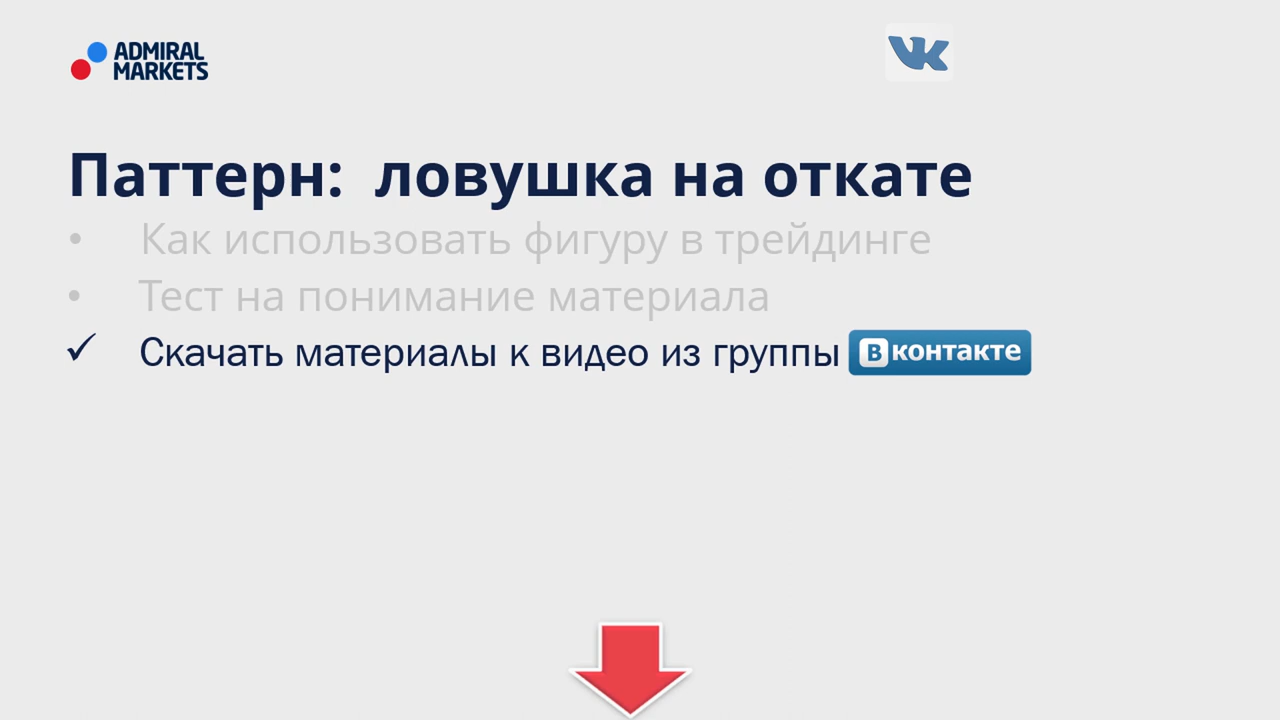 ADMIRAL
MARKETS
VK
Паттерн: ловушка на откате
• Как использовать фигуру в трейдинге
• Тест на понимание материала
✓ Скачать материалы к видео из группы Вконтакте